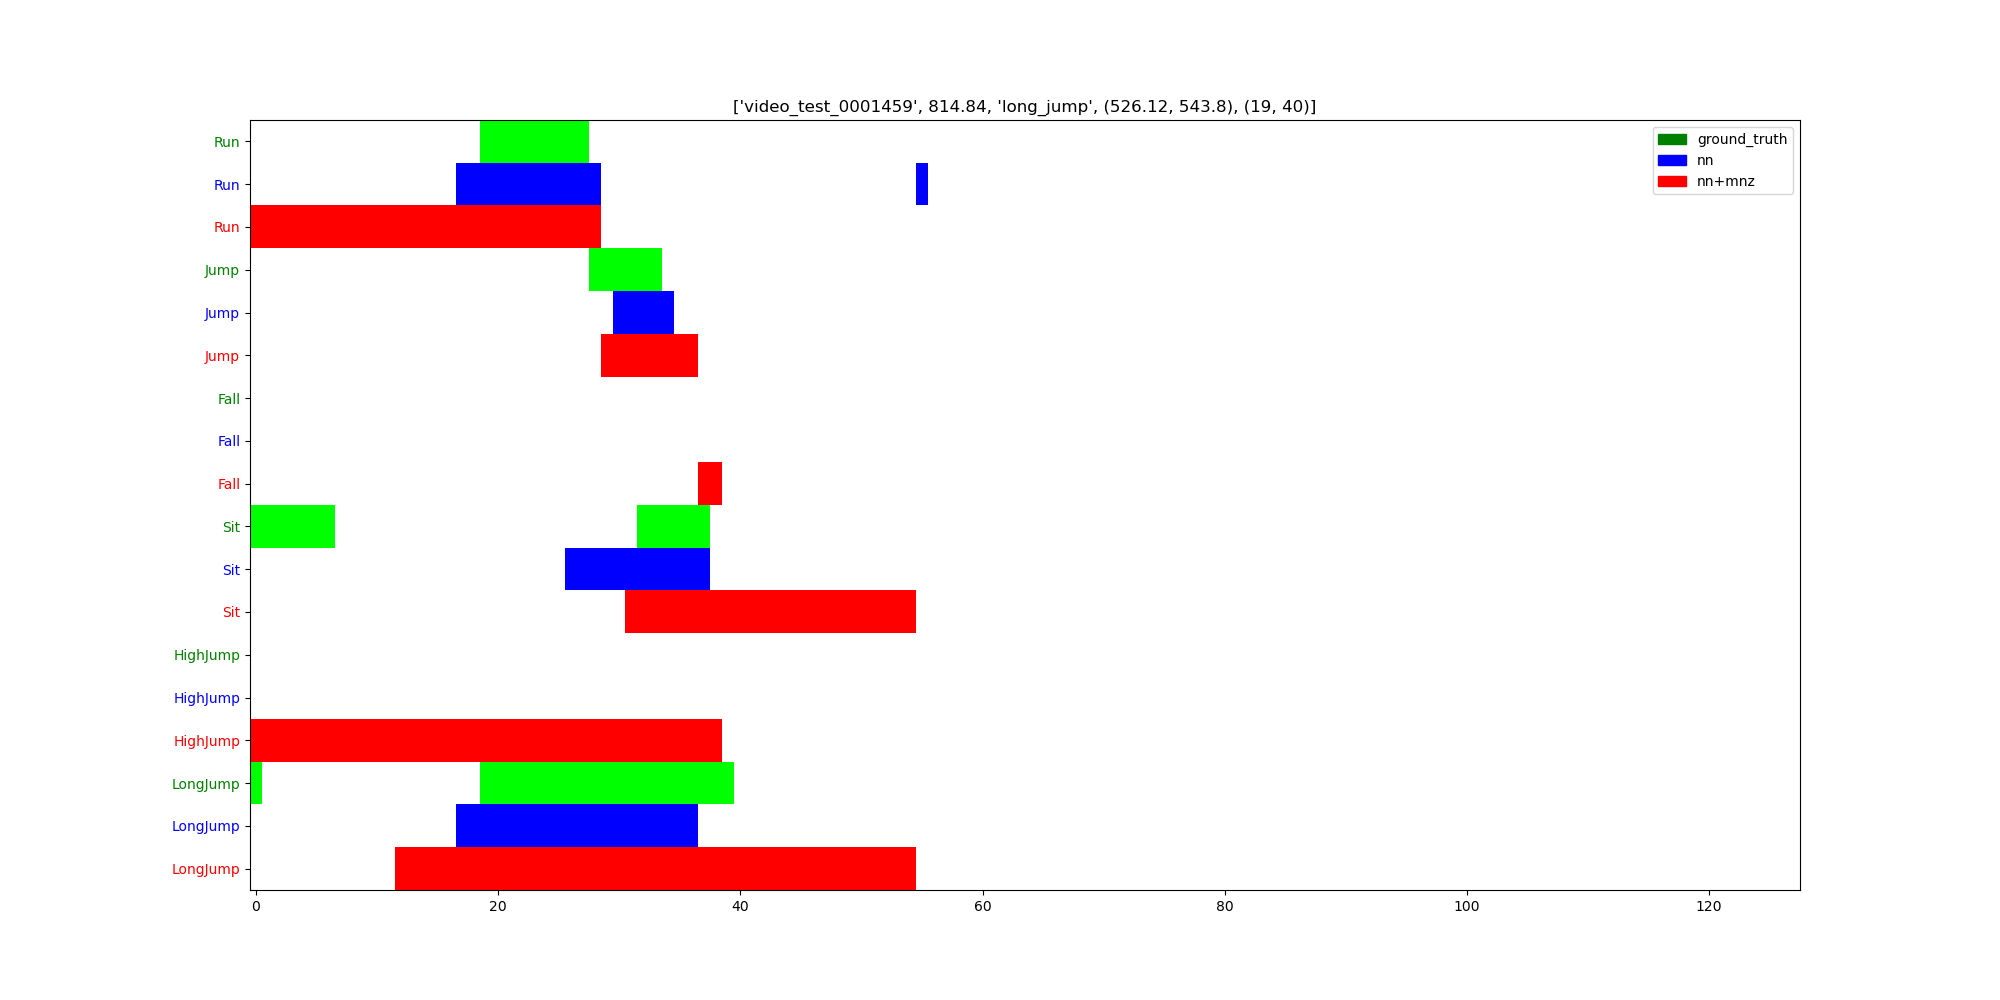 ['video_test_0001459', 814.84, 'long_jump', (526.12, 543.8), (19, 40)]
ground_truth
nn
nn+mnz
Run
Run
Run
Jump
Jump
Jump
Fall
Fall
Fall
Sit
Sit
Sit
HighJump
HighJump
HighJump
LongJump
LongJump
LongJump
0 20 40 60 80 100 120